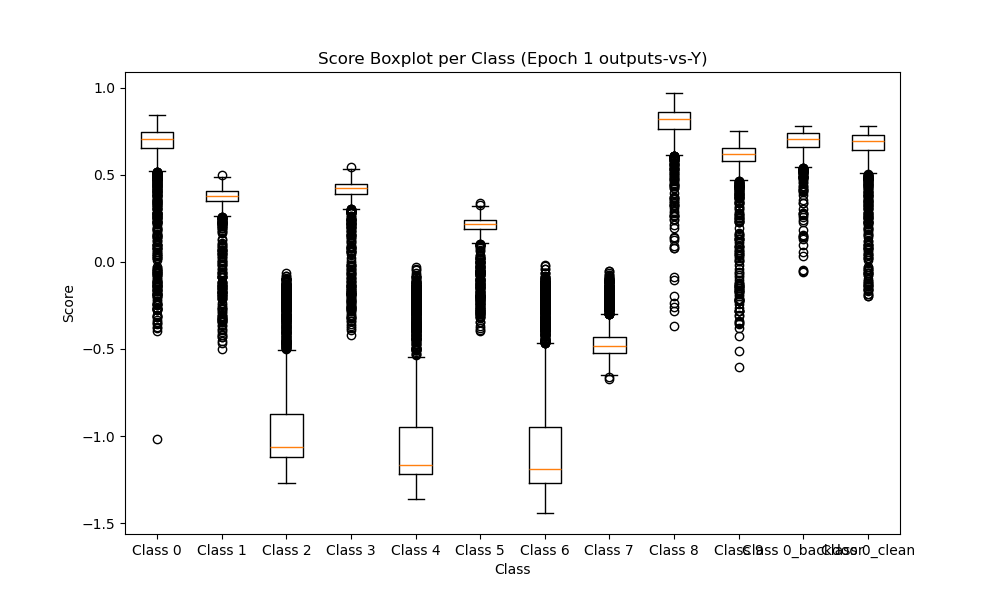 Score Boxplot per Class (Epoch 1 outputs-vs-Y)
1.0
0.5
0.0
−0.5
−1.0
−1.5
Score
Class 0 Class 1 Class 2 Class 3 Class 4 Class 5 Class 6 Class 7 Class 8 Class 9 Class 0_backdoor Class 0_clean
Class